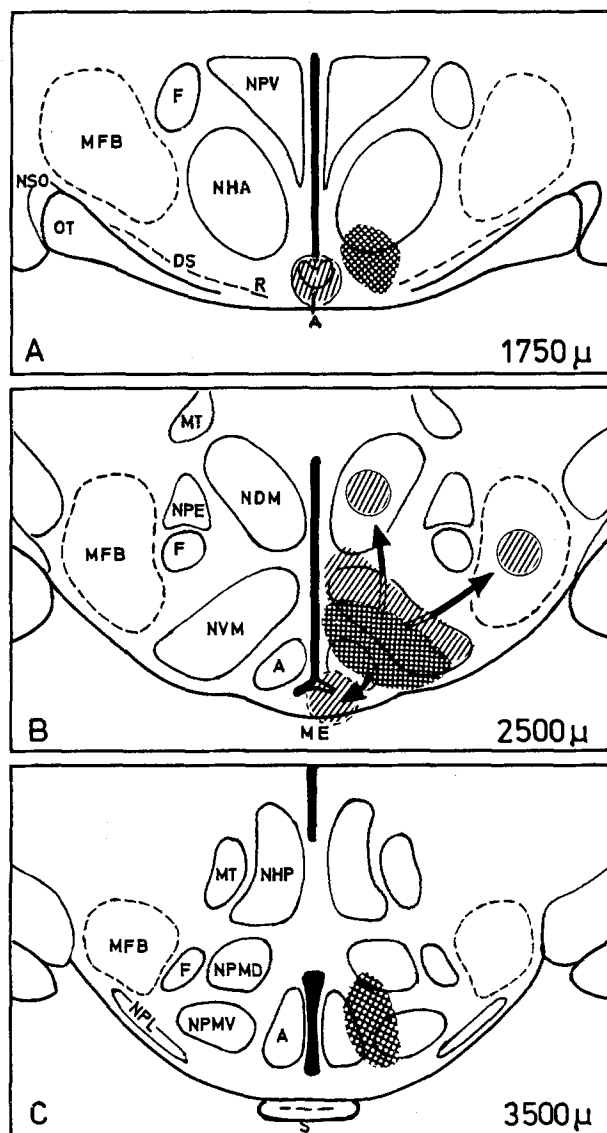 F NPV
MFB
NHA
NSO
OT
DS
R
A
A 1750 μ
MT
NPE NDM
MFB F
NVM
A
ME
B 2500 μ
MT NHP
MFB
F NPMD
NPL NPMV A
S
C 3500 μ